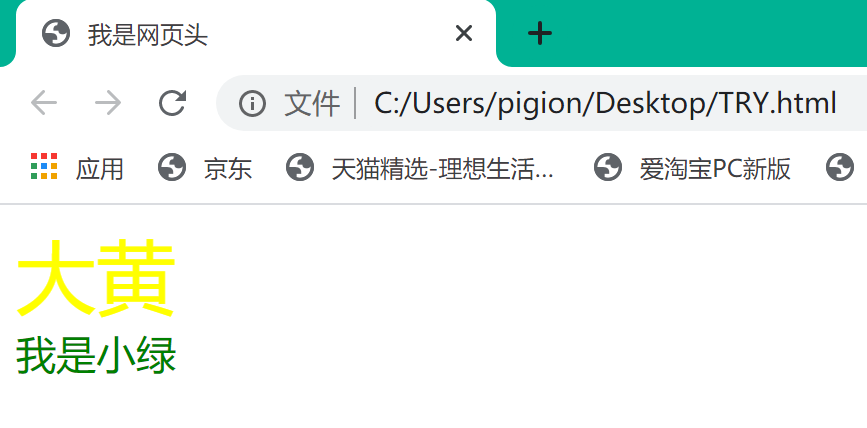 我是网页头
文件 C:/Users/pigion/Desktop/TRY.html
应用 京东 天猫精选-理想生活... 爱淘宝PC新版
大黄
我是小绿